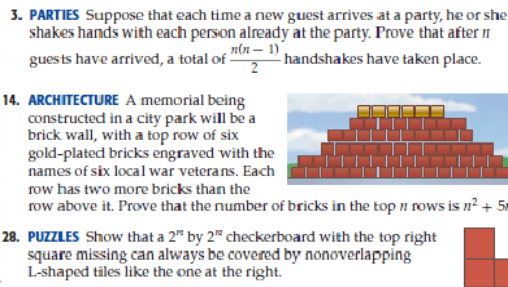 3. PARTIES Suppose that each time a new guest arrives at a party, he or she
shakes hands with each person already at the party. Prove that after n
guests have arrived, a total of n(n − 1)/2 handshakes have taken place.
14. ARCHITECTURE A memorial being
constructed in a city park will be a
brick wall, with a top row of six
gold-plated bricks engraved with the
names of six local war veterans. Each
row has two more bricks than the
row above it. Prove that the number of bricks in the top n rows is n² + 5
28. PUZZLES Show that a 2ⁿ by 2ⁿ checkerboard with the top right
square missing can always be covered by nonoverlapping
L-shaped tiles like the one at the right.